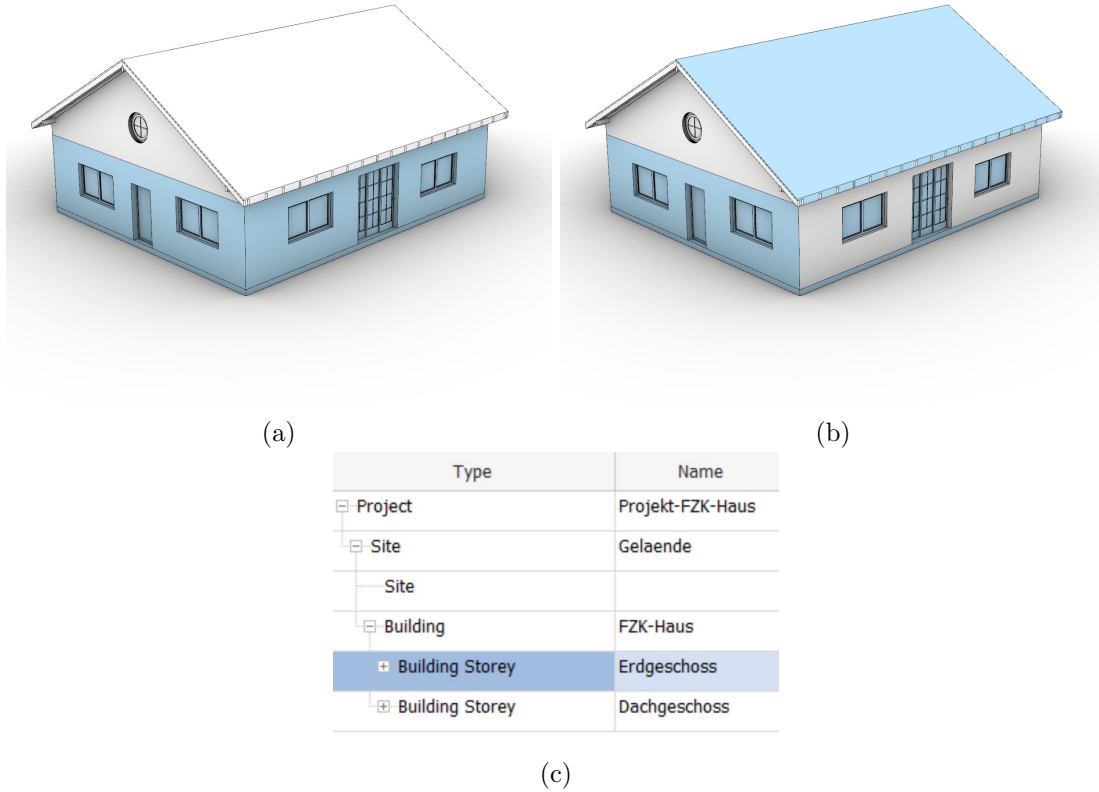 (a)
(b)
Type Name
Project Projekt-FZK-Haus
Site Gelaende
Site
Building FZK-Haus
Building Storey Erdgeschoss
Building Storey Dachgeschoss
(c)